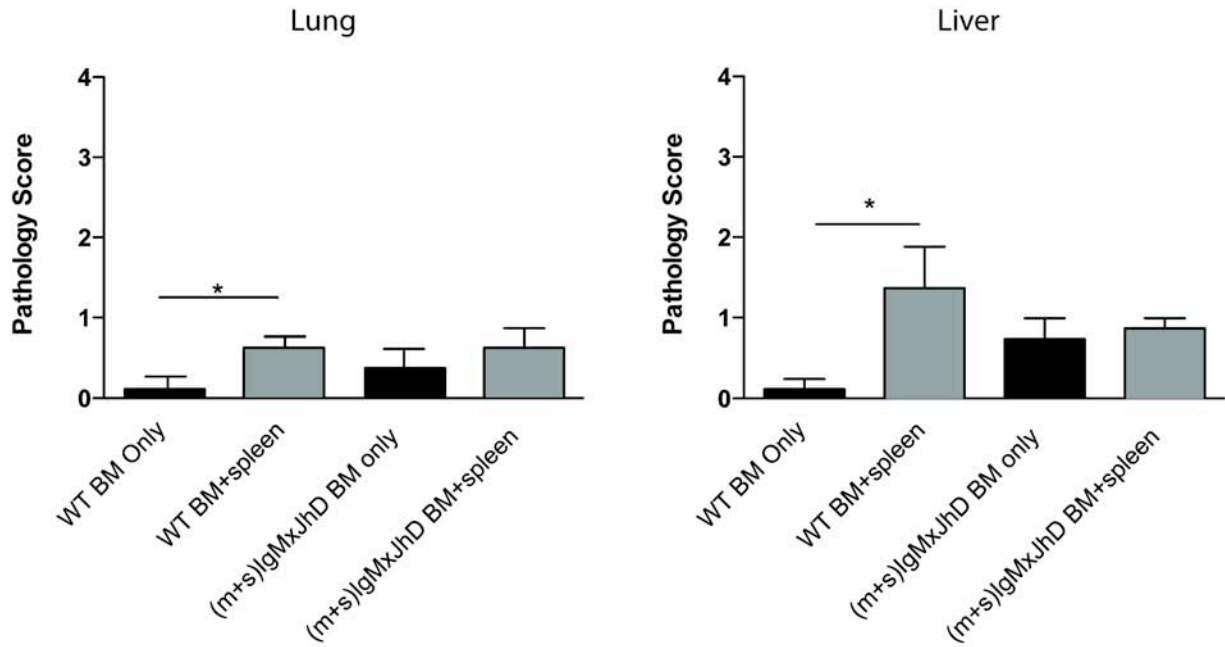 Lung
Pathology Score
4
3
2
1
0
*
WT BM Only
WT BM+spleen
(m+s)IgMxJhD BM only
(m+s)IgMxJhD BM+spleen
Liver
Pathology Score
4
3
2
1
0
*
WT BM Only
WT BM+spleen
(m+s)IgMxJhD BM only
(m+s)IgMxJhD BM+spleen